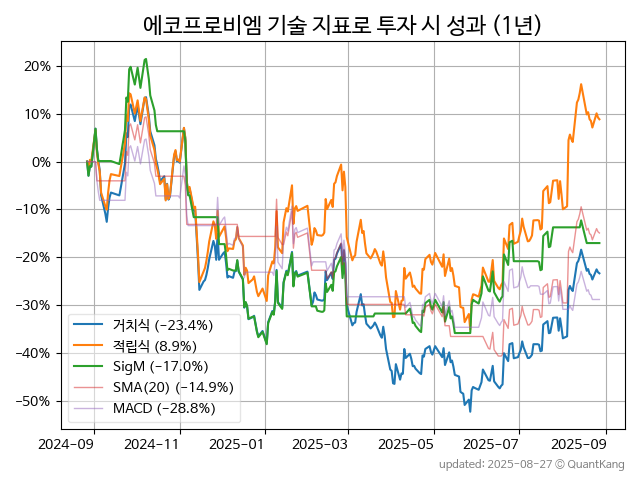 에코프로비엠 기술 지표로 투자 시 성과 (1년)
20%
10%
0%
−10%
−20%
−30%
−40%
−50%
거치식 (−23.4%)
적립식 (8.9%)
SigM (−17.0%)
SMA(20) (−14.9%)
MACD (−28.8%)
2024-09 2024-11 2025-01 2025-03 2025-05 2025-07 2025-09
updated: 2025-08-27 © QuantKang